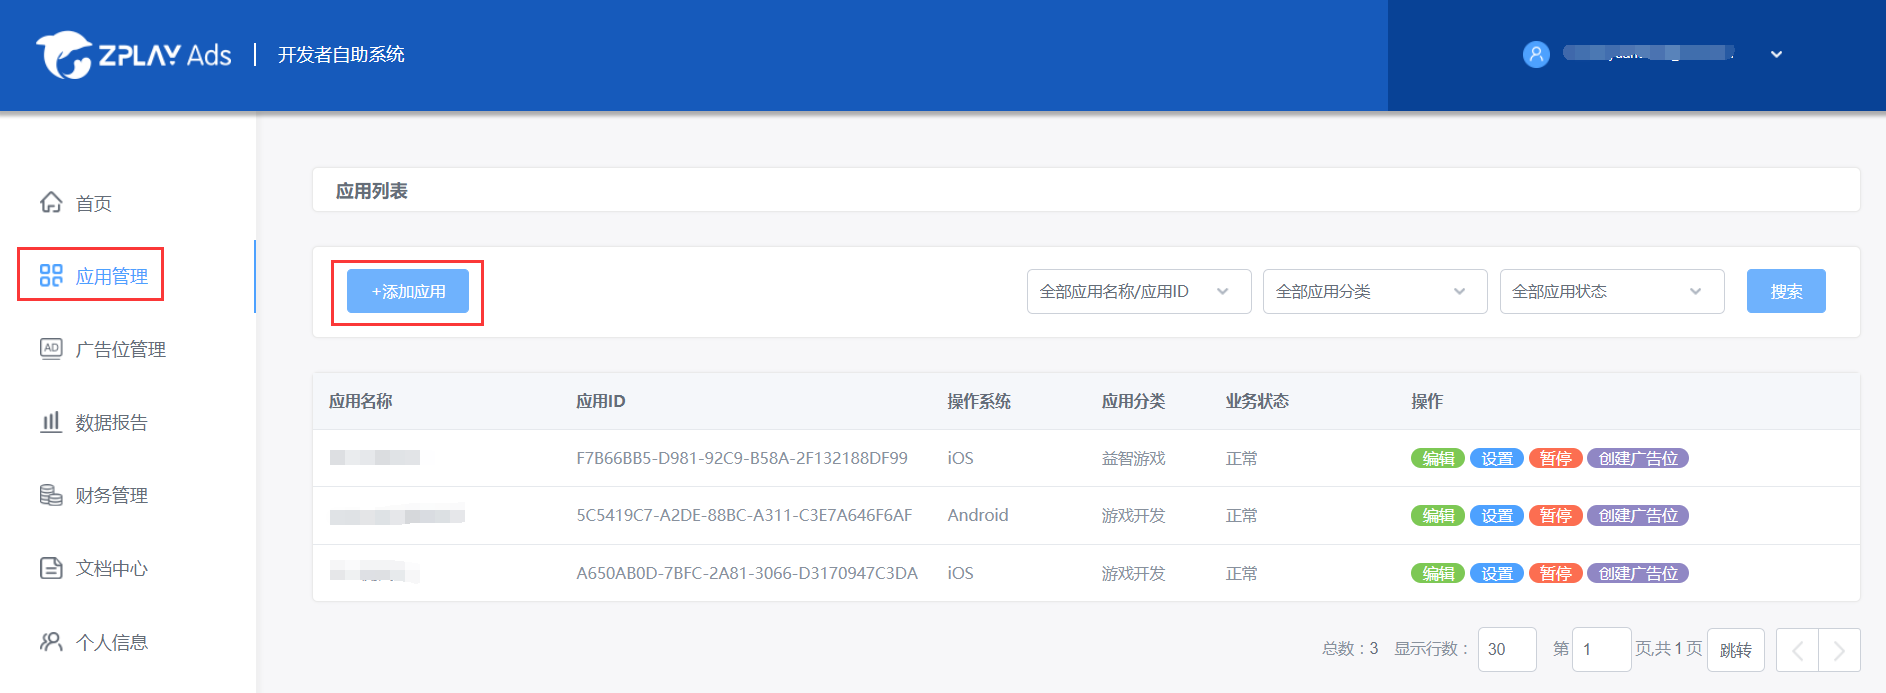 ZPLAY Ads | 开发者自助系统
首页
应用管理
广告位管理
数据报告
财务管理
文档中心
个人信息
应用列表
+添加应用 全部应用名称/应用ID 全部应用分类 全部应用状态 搜索
应用名称 应用ID 操作系统 应用分类 业务状态 操作
F7B66BB5-D981-92C9-B58A-2F132188DF99 iOS 益智游戏 正常 编辑 设置 暂停 创建广告位
5C5419C7-A2DE-88BC-A311-C3E7A646F6AF Android 游戏开发 正常 编辑 设置 暂停 创建广告位
A650AB0D-7BFC-2A81-3066-D3170947C3DA iOS 游戏开发 正常 编辑 设置 暂停 创建广告位
总数：3 显示行数： 30 第 1 页,共 1 页 跳转